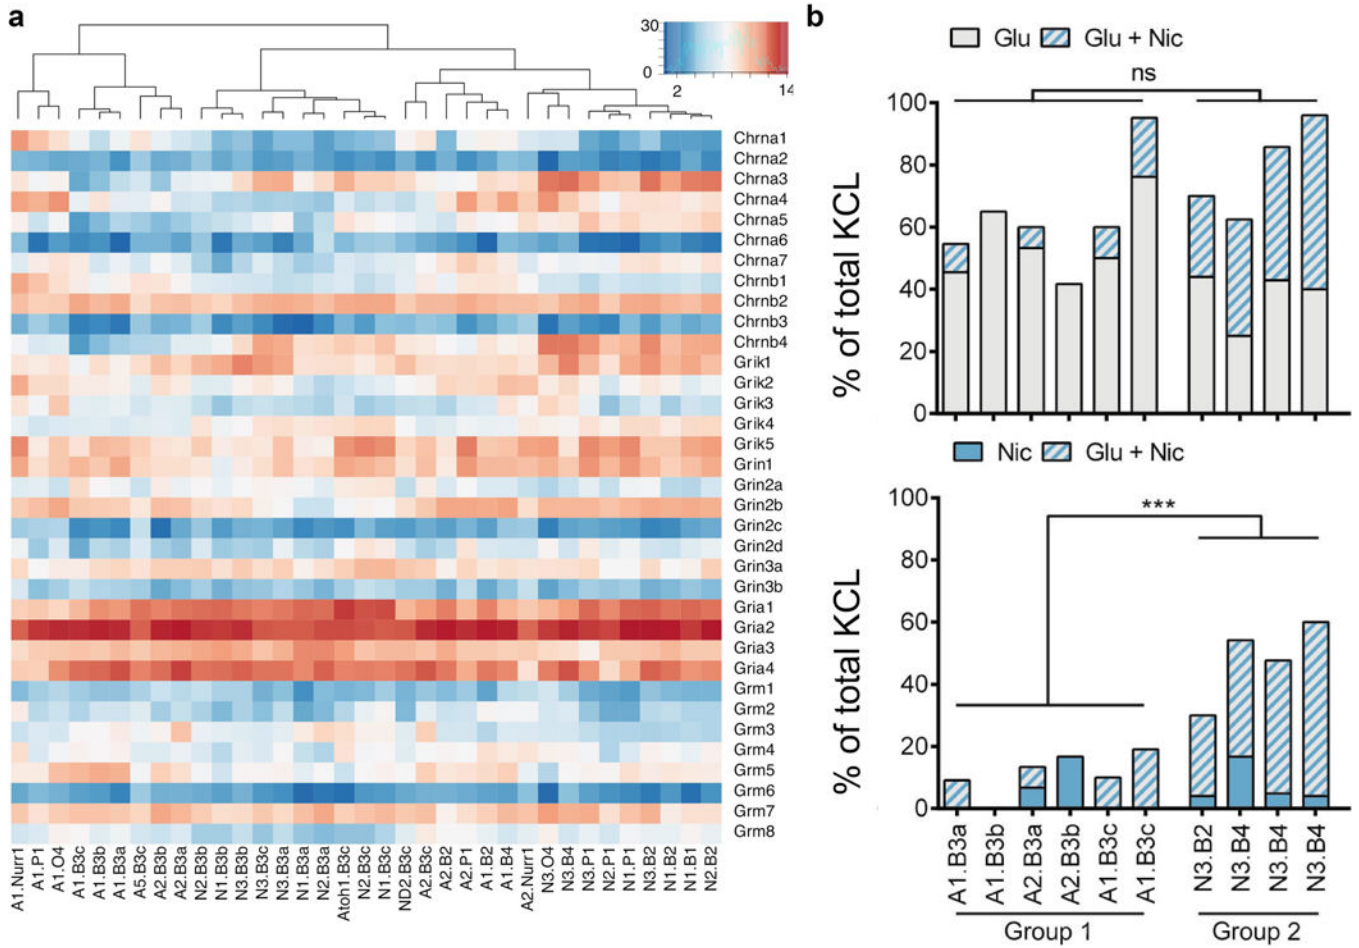 a
30
0
2
14
Chrna1
Chrna2
Chrna3
Chrna4
Chrna5
Chrna6
Chrna7
Chrnb1
Chrnb2
Chrnb3
Chrnb4
Grik1
Grik2
Grik3
Grik4
Grik5
Grin1
Grin2a
Grin2b
Grin2c
Grin2d
Grin3a
Grin3b
Gria1
Gria2
Gria3
Gria4
Grm1
Grm2
Grm3
Grm4
Grm5
Grm6
Grm7
Grm8
A1.Nurr1
A1.P1
A1.O4
A1.B3c
A1.B3b
A1.B3a
A5.B3c
A2.B3b
A2.B3a
N2.B3b
N1.B3b
N3.B3b
N3.B3c
N3.B3a
N1.B3a
N2.B3a
Atoh1.B3c
N2.B3c
N1.B3c
ND2.B3c
A2.B3c
A2.B2
A2.P1
A1.B2
A1.B4
A2.Nurr1
N3.O4
N3.B4
N3.P1
N2.P1
N1.P1
N3.B2
N1.B2
N1.B1
N2.B2
b
Glu Glu + Nic
ns
100
80
60
40
20
0
% of total KCL
Nic Glu + Nic
***
100
80
60
40
20
0
% of total KCL
A1.B3a
A1.B3b
A2.B3a
A2.B3b
A1.B3c
A1.B3c
N3.B2
N3.B4
N3.B4
N3.B4
Group 1 Group 2